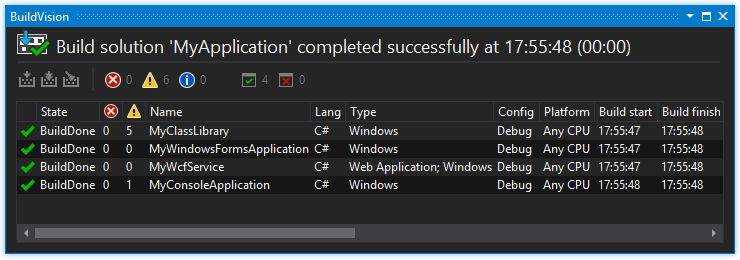 BuildVision
Build solution 'MyApplication' completed successfully at 17:55:48 (00:00)
0 6 0 4 0
State Name Lang Type Config Platform Build start Build finish
BuildDone 0 5 MyClassLibrary C# Windows Debug Any CPU 17:55:47 17:55:48
BuildDone 0 0 MyWindowsFormsApplication C# Windows Debug Any CPU 17:55:47 17:55:48
BuildDone 0 0 MyWcfService C# Web Application; Windows Debug Any CPU 17:55:47 17:55:48
BuildDone 0 1 MyConsoleApplication C# Windows Debug Any CPU 17:55:48 17:55:48